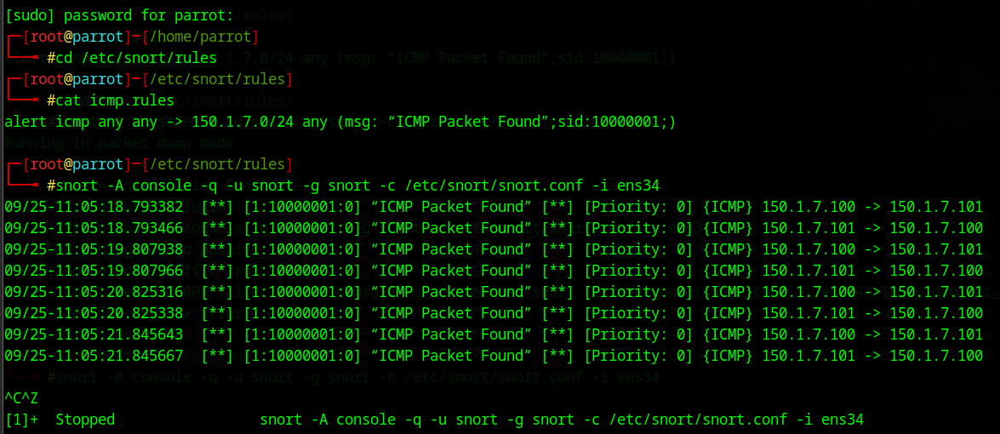 [sudo] password for parrot:
┌─[root@parrot]─[/home/parrot]
└──╼ #cd /etc/snort/rules
┌─[root@parrot]─[/etc/snort/rules]
└──╼ #cat icmp.rules
alert icmp any any -> 150.1.7.0/24 any (msg: “ICMP Packet Found”;sid:10000001;)
Running in packet dump mode
┌─[root@parrot]─[/etc/snort/rules]
└──╼ #snort -A console -q -u snort -g snort -c /etc/snort/snort.conf -i ens34
09/25-11:05:18.793382  [**] [1:10000001:0] “ICMP Packet Found” [**] [Priority: 0] {ICMP} 150.1.7.100 -> 150.1.7.101
09/25-11:05:18.793466  [**] [1:10000001:0] “ICMP Packet Found” [**] [Priority: 0] {ICMP} 150.1.7.101 -> 150.1.7.100
09/25-11:05:19.807938  [**] [1:10000001:0] “ICMP Packet Found” [**] [Priority: 0] {ICMP} 150.1.7.100 -> 150.1.7.101
09/25-11:05:19.807966  [**] [1:10000001:0] “ICMP Packet Found” [**] [Priority: 0] {ICMP} 150.1.7.101 -> 150.1.7.100
09/25-11:05:20.825316  [**] [1:10000001:0] “ICMP Packet Found” [**] [Priority: 0] {ICMP} 150.1.7.100 -> 150.1.7.101
09/25-11:05:20.825338  [**] [1:10000001:0] “ICMP Packet Found” [**] [Priority: 0] {ICMP} 150.1.7.101 -> 150.1.7.100
09/25-11:05:21.845643  [**] [1:10000001:0] “ICMP Packet Found” [**] [Priority: 0] {ICMP} 150.1.7.100 -> 150.1.7.101
09/25-11:05:21.845667  [**] [1:10000001:0] “ICMP Packet Found” [**] [Priority: 0] {ICMP} 150.1.7.101 -> 150.1.7.100
#snort -A console -q -u snort -g snort -c /etc/snort/snort.conf -i ens34
^C^Z
[1]+  Stopped                 snort -A console -q -u snort -g snort -c /etc/snort/snort.conf -i ens34